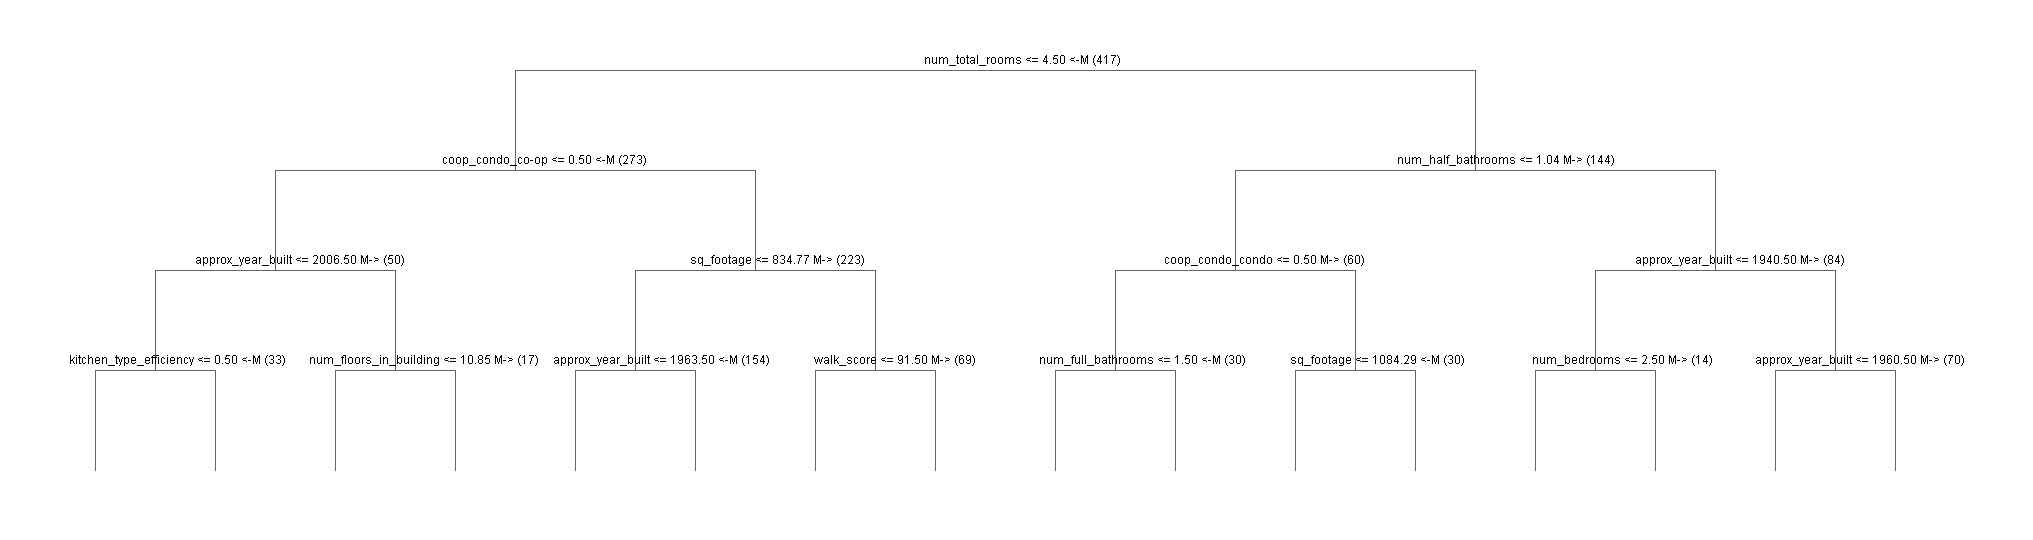 num_total_rooms <= 4.50 <-M (417)
coop_condo_co-op <= 0.50 <-M (273)
num_half_bathrooms <= 1.04 M-> (144)
approx_year_built <= 2006.50 M-> (50)
sq_footage <= 834.77 M-> (223)
coop_condo_condo <= 0.50 M-> (60)
approx_year_built <= 1940.50 M-> (84)
kitchen_type_efficiency <= 0.50 <-M (33)
num_floors_in_building <= 10.85 M-> (17)
approx_year_built <= 1963.50 <-M (154)
walk_score <= 91.50 M-> (69)
num_full_bathrooms <= 1.50 <-M (30)
sq_footage <= 1084.29 <-M (30)
num_bedrooms <= 2.50 M-> (14)
approx_year_built <= 1960.50 M-> (70)